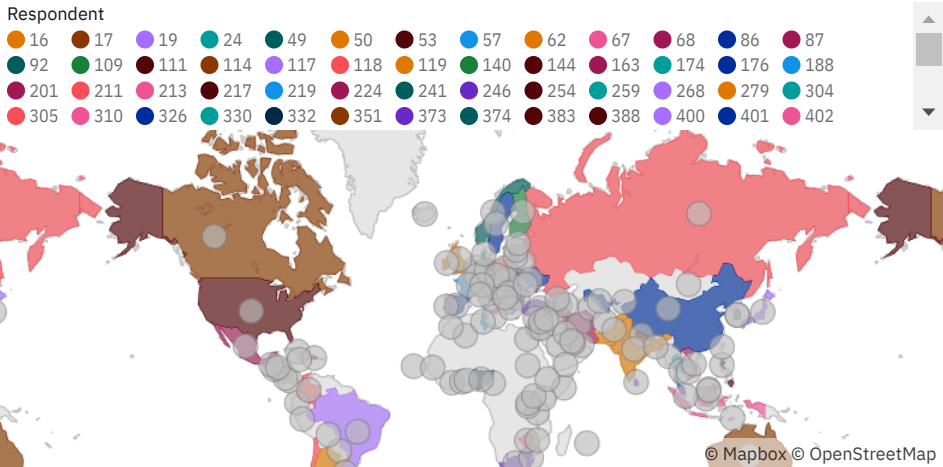 Respondent
16 17 19 24 49 50 53 57 62 67 68 86 87
92 109 111 114 117 118 119 140 144 163 174 176 188
201 211 213 217 219 224 241 246 254 259 268 279 304
305 310 326 330 332 351 373 374 383 388 400 401 402
© Mapbox © OpenStreetMap